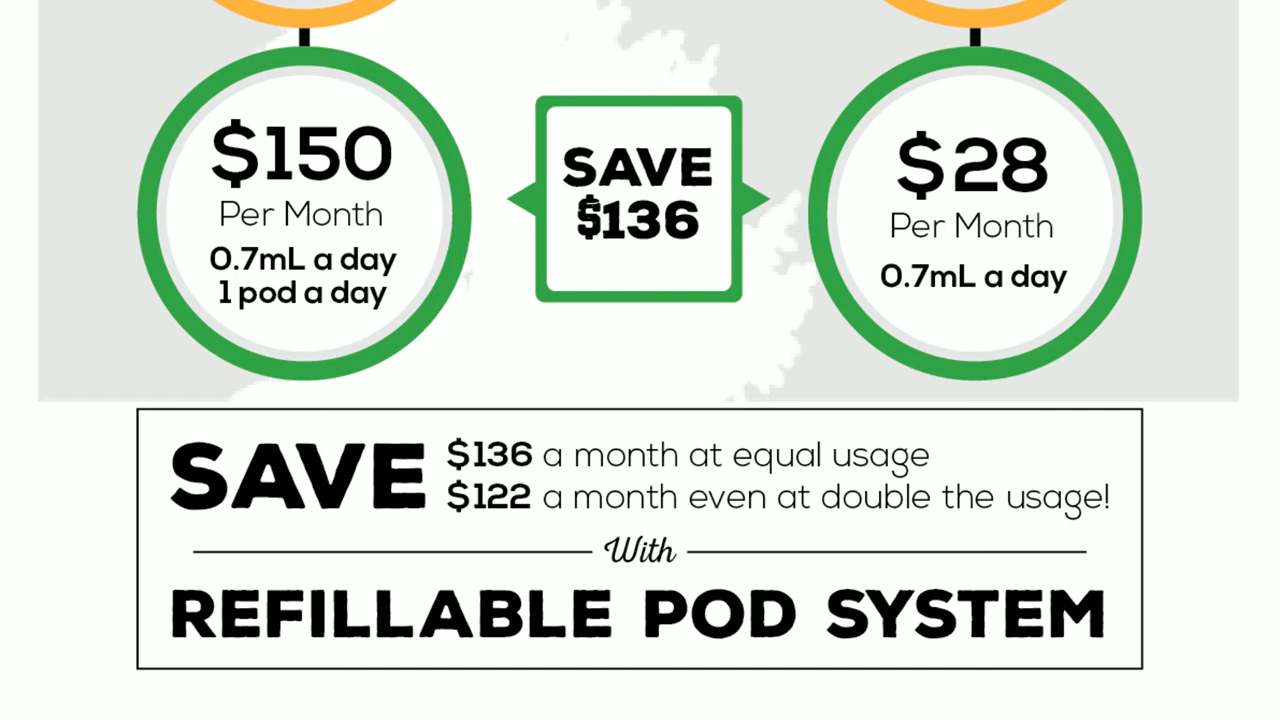 $150
Per Month
0.7mL a day
1 pod a day
SAVE
$136
$28
Per Month
0.7mL a day
SAVE
$136 a month at equal usage
$122 a month even at double the usage!
With
REFILLABLE POD SYSTEM